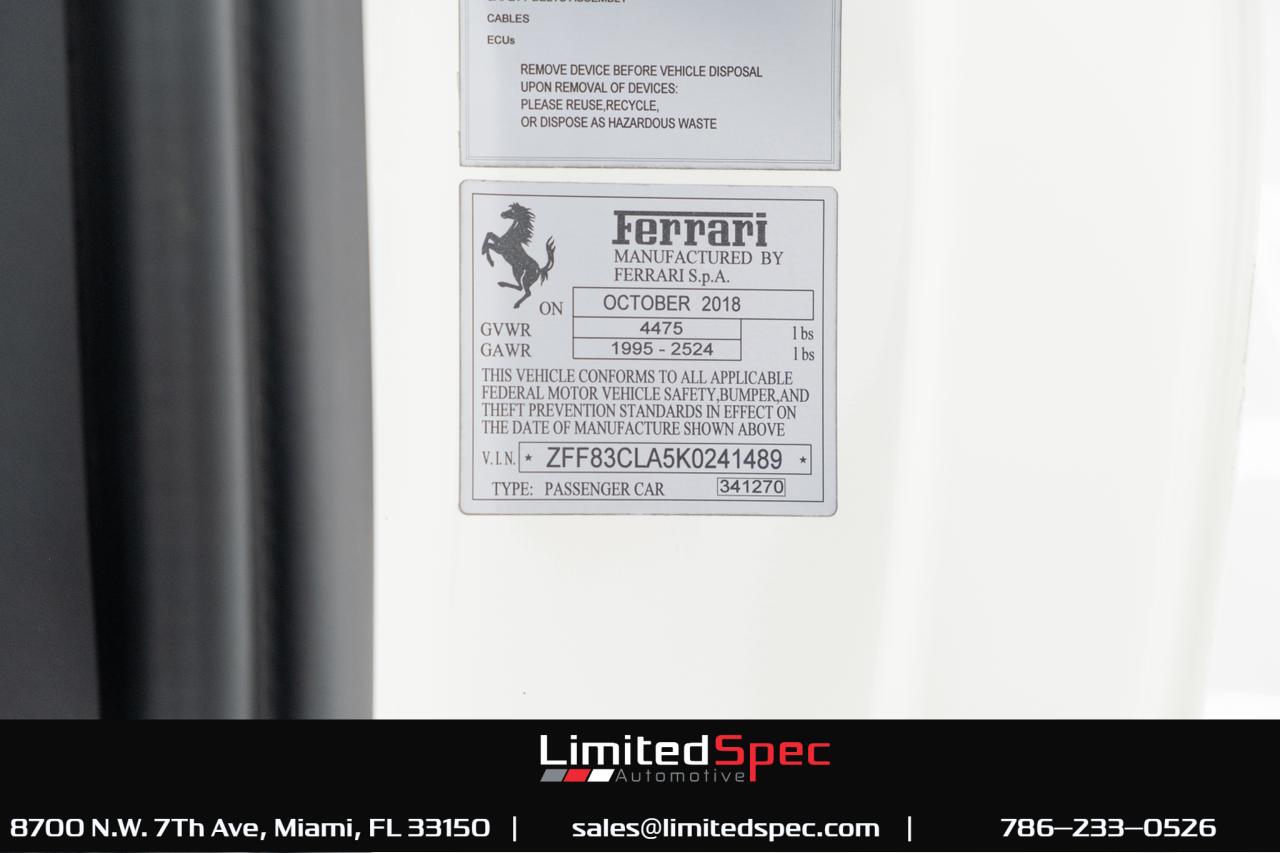 CABLES
ECUs
REMOVE DEVICE BEFORE VEHICLE DISPOSAL
UPON REMOVAL OF DEVICES:
PLEASE REUSE,RECYCLE,
OR DISPOSE AS HAZARDOUS WASTE
Ferrari
MANUFACTURED BY
FERRARI S.p.A.
ON OCTOBER 2018
GVWR 4475 lbs
GAWR 1995 - 2524 lbs
THIS VEHICLE CONFORMS TO ALL APPLICABLE
FEDERAL MOTOR VEHICLE SAFETY,BUMPER,AND
THEFT PREVENTION STANDARDS IN EFFECT ON
THE DATE OF MANUFACTURE SHOWN ABOVE
V.I.N. * ZFF83CLA5K0241489 *
TYPE: PASSENGER CAR 341270
LimitedSpec
Automotive
8700 N.W. 7Th Ave, Miami, FL 33150 | sales@limitedspec.com | 786-233-0526